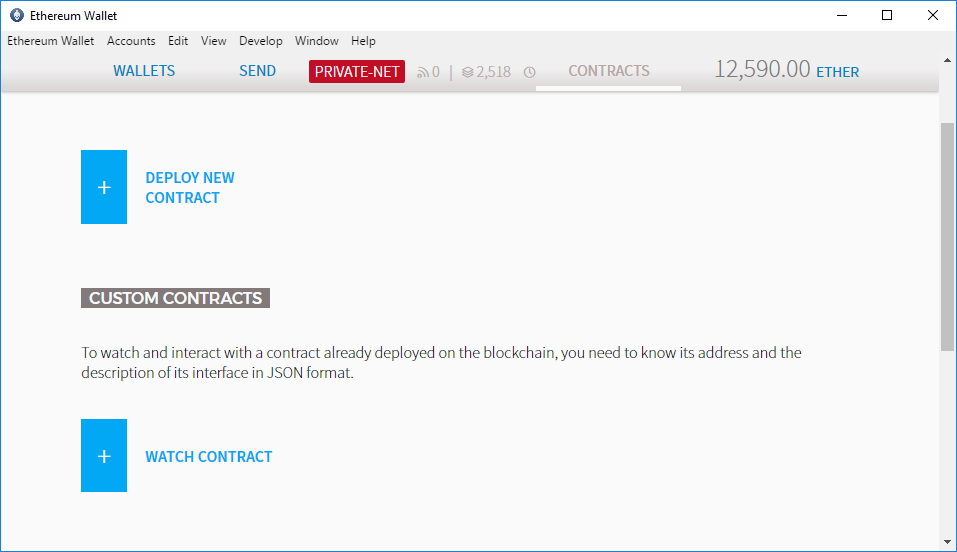 Ethereum Wallet
Ethereum Wallet Accounts Edit View Develop Window Help
WALLETS SEND PRIVATE-NET 0 | 2,518 CONTRACTS 12,590.00 ETHER
+ DEPLOY NEW
CONTRACT
CUSTOM CONTRACTS
To watch and interact with a contract already deployed on the blockchain, you need to know its address and the
description of its interface in JSON format.
+ WATCH CONTRACT